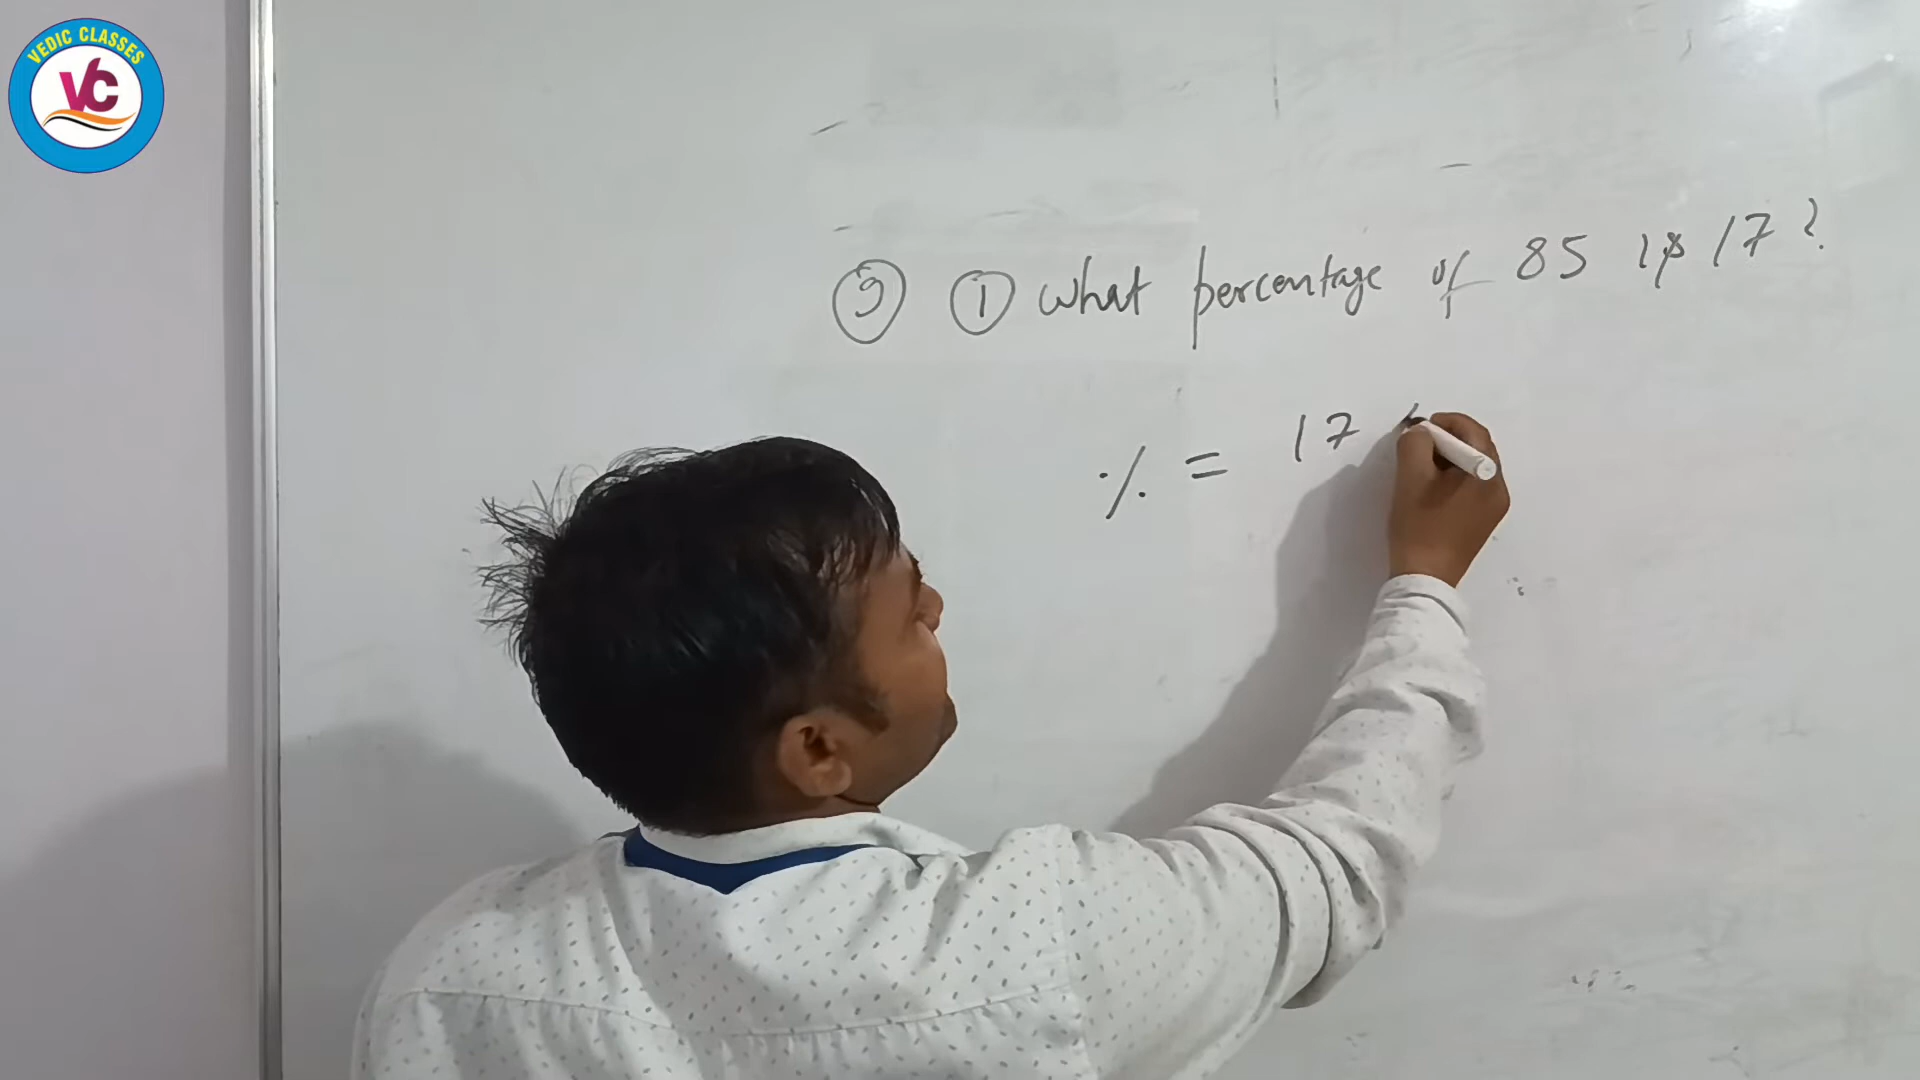 VEDIC CLASSES
VC
9 1 What percentage of 85 is 17 ?
% = 17